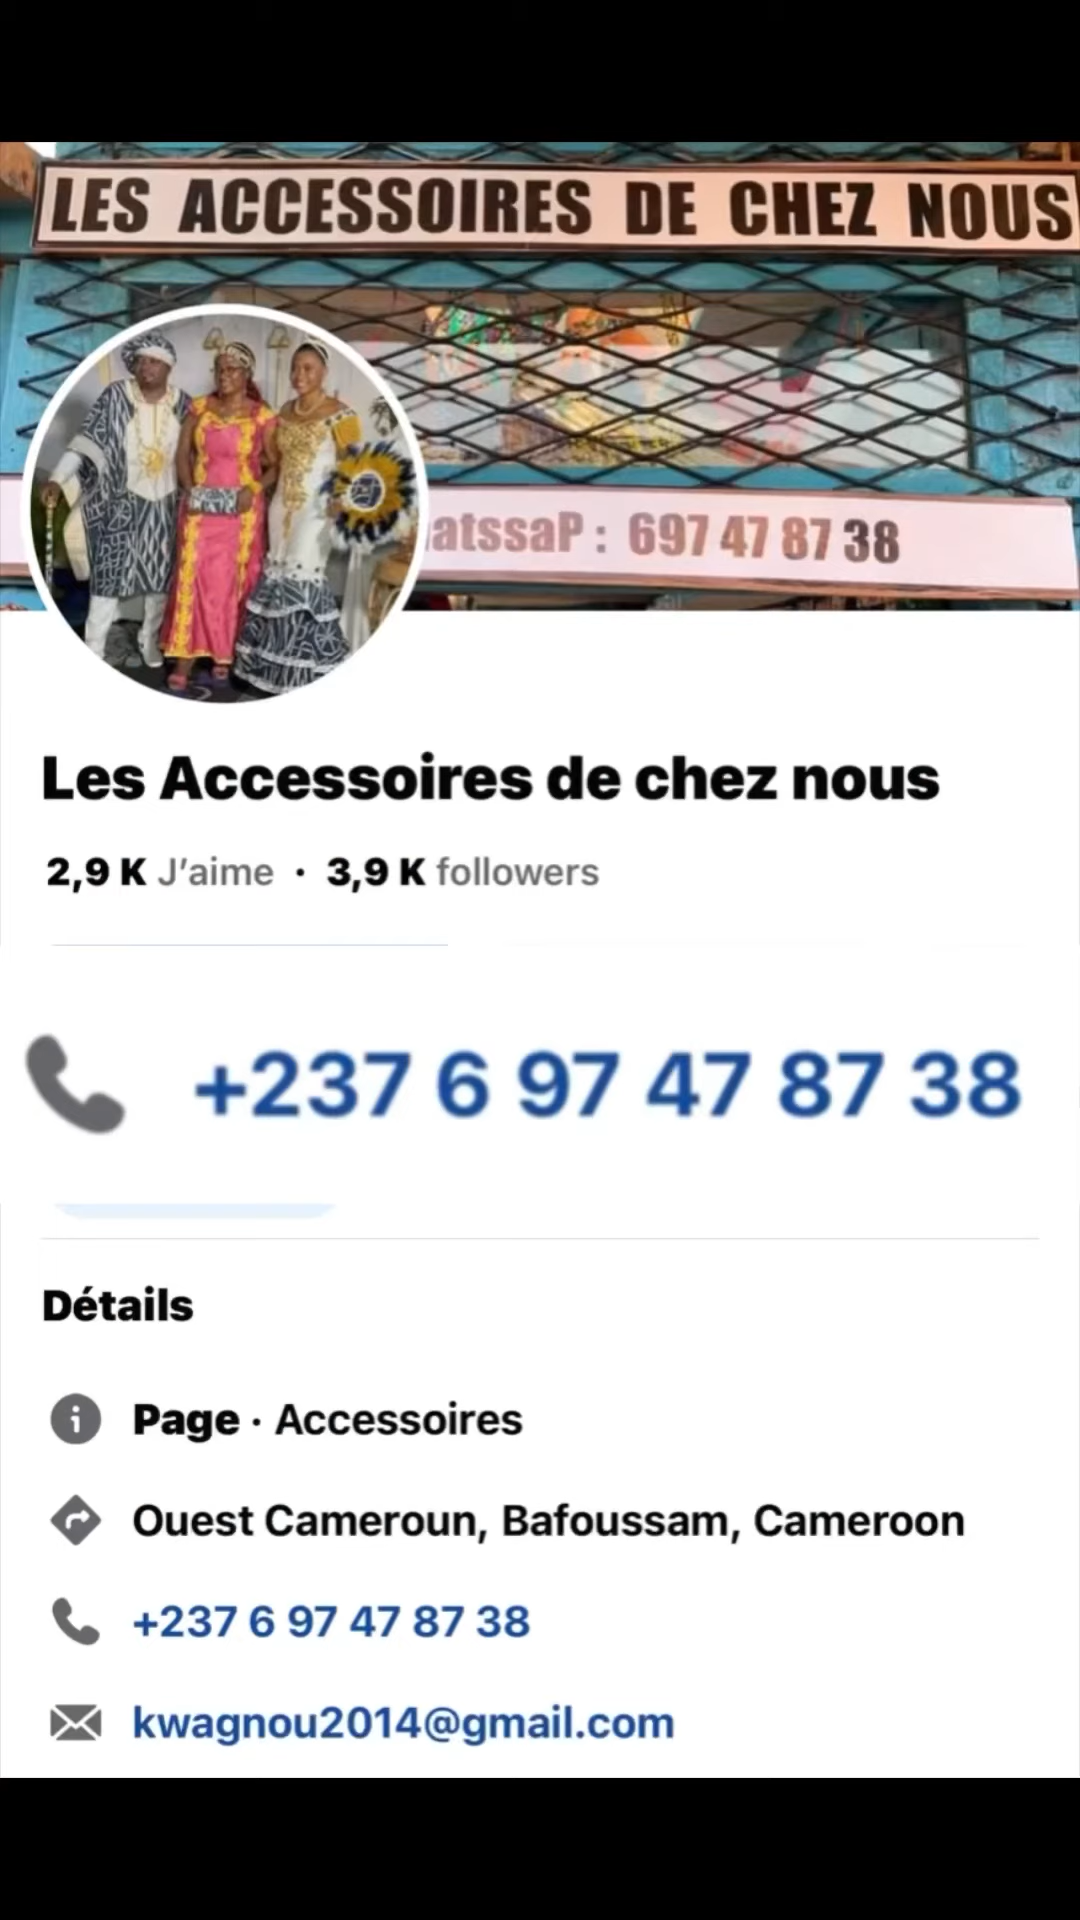 LES ACCESSOIRES DE CHEZ NOUS
697 47 87 38
Les Accessoires de chez nous
2,9 K J'aime · 3,9 K followers
+237 6 97 47 87 38
Détails
Page · Accessoires
Ouest Cameroun, Bafoussam, Cameroon
+237 6 97 47 87 38
kwagnou2014@gmail.com